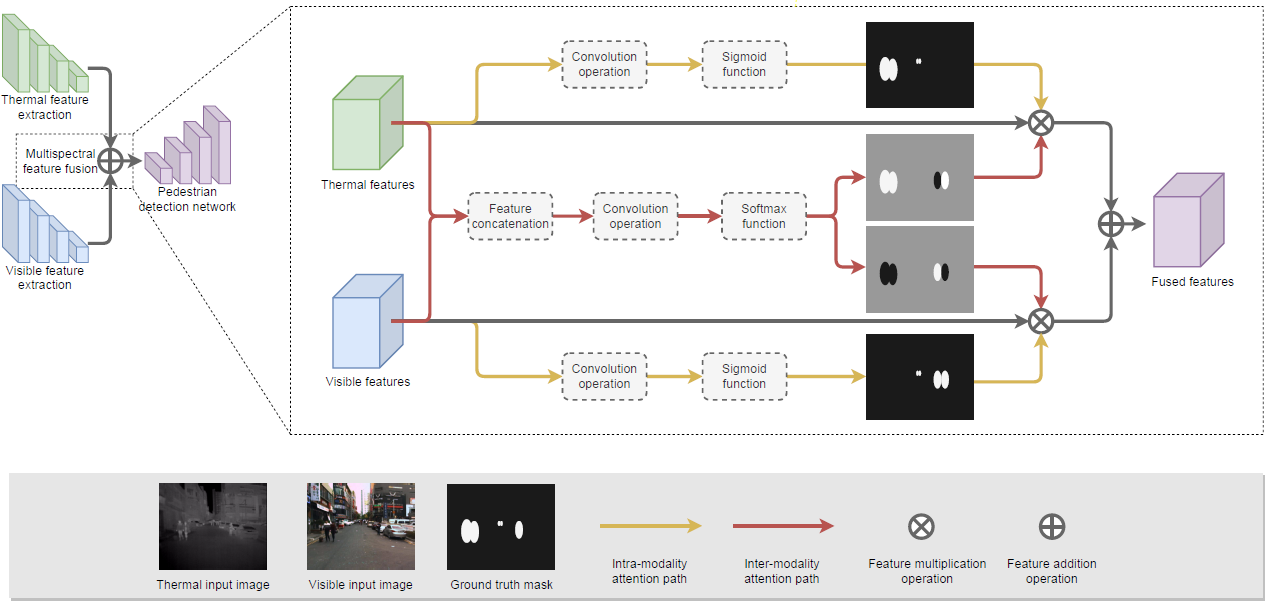 Thermal feature
extraction
Multispectral
feature fusion
Pedestrian
detection network
Visible feature
extraction
Thermal features
Visible features
Convolution
operation
Sigmoid
function
Feature
concatenation
Convolution
operation
Softmax
function
Convolution
operation
Sigmoid
function
Fused features
Thermal input image
Visible input image
Ground truth mask
Intra-modality
attention path
Inter-modality
attention path
Feature multiplication
operation
Feature addition
operation